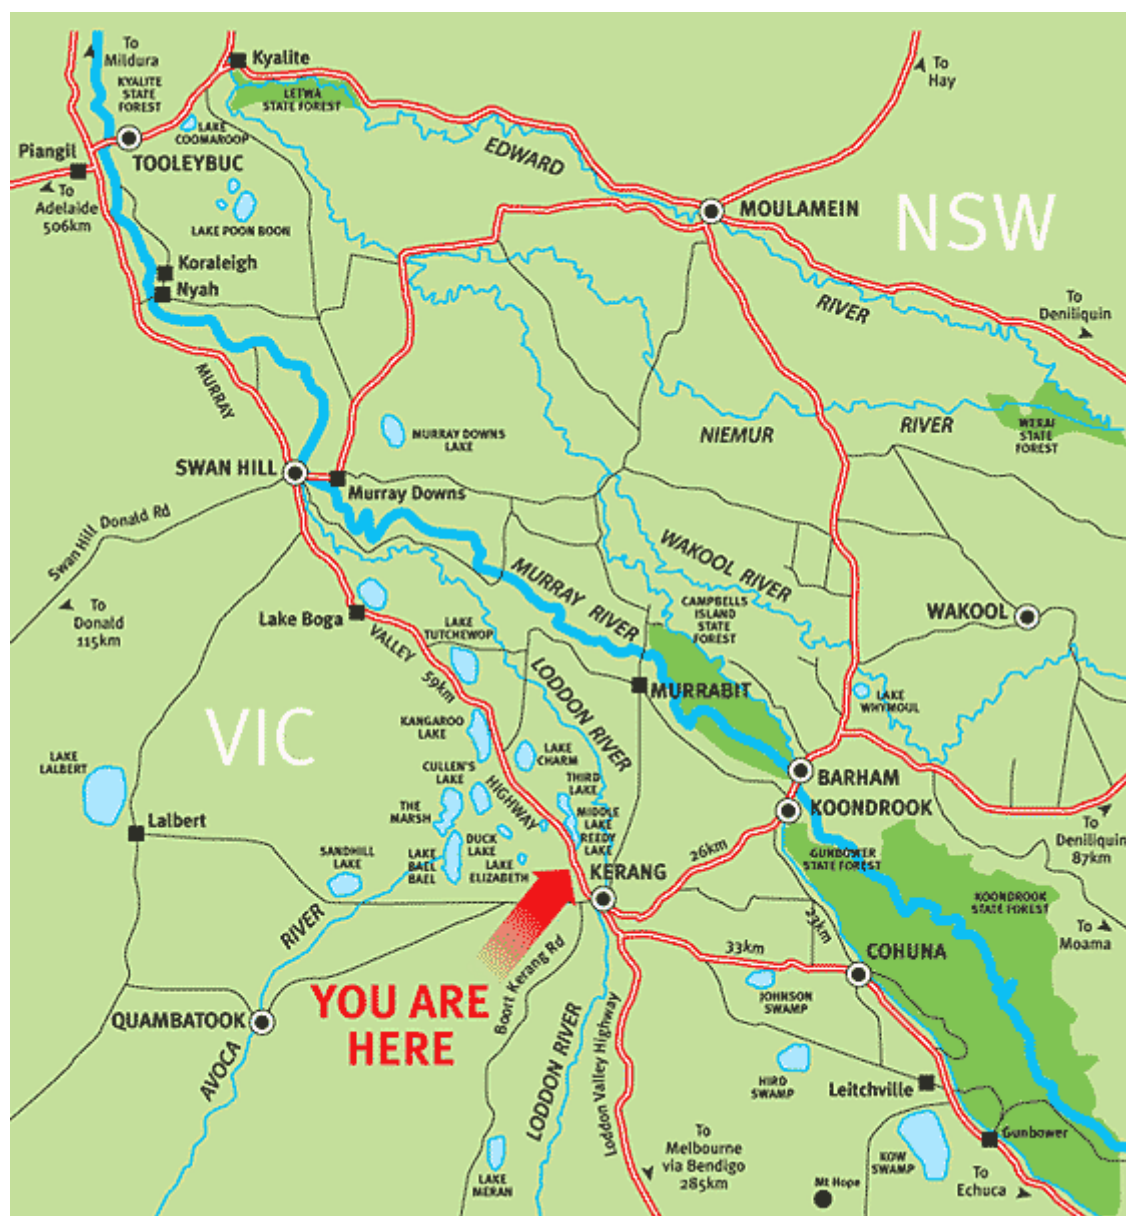 To
Mildura
Kyalite
To
Hay
KYALITE
STATE
FOREST
LETWA
STATE FOREST
LAKE
COOMAROOP
EDWARD
Piangil
TOOLEYBUC
To
Adelaide
506km
MOULAMEIN
NSW
LAKE POON BOON
Koraleigh
Nyah
RIVER
To
Deniliquin
MURRAY
MURRAY DOWNS
LAKE
NIEMUR
RIVER
WERAI
STATE
FOREST
SWAN HILL
Murray Downs
Swan Hill Donald Rd
WAKOOL RIVER
MURRAY RIVER
To
Donald
115km
Lake Boga
CAMPBELLS
ISLAND
STATE
FOREST
WAKOOL
LAKE
TUTCHEWOP
VALLEY
59km
LODDON RIVER
MURRABIT
LAKE
WHYMOUL
VIC
KANGAROO
LAKE
LAKE
LALBERT
LAKE
CHARM
CULLEN'S
LAKE
HIGHWAY
THIRD
LAKE
BARHAM
KOONDROOK
THE
MARSH
MIDDLE
LAKE
REEDY
LAKE
Lalbert
To
Deniliquin
87km
DUCK
LAKE
SANDHILL
LAKE
LAKE
BAEL
BAEL
LAKE
ELIZABETH
KERANG
26km
GUNBOWER
STATE FOREST
KOONDROOK
STATE FOREST
RIVER
23km
To
Moama
33km
COHUNA
Boort Kerang Rd
YOU ARE
HERE
JOHNSON
SWAMP
QUAMBATOOK
AVOCA
LODDON RIVER
Loddon Valley Highway
HIRD
SWAMP
Leitchville
Gunbower
To
Melbourne
via Bendigo
285km
KOW
SWAMP
LAKE
MERAN
Mt Hope
To
Echuca